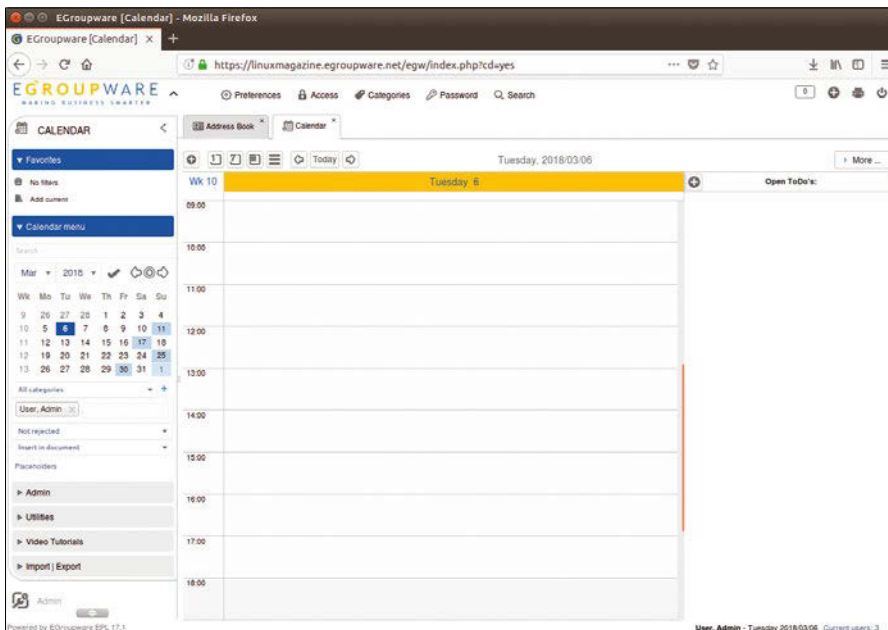 EGroupware [Calendar] - Mozilla Firefox
EGroupware [Calendar] × +
https://linuxmagazine.egroupware.net/egw/index.php?cd=yes
EGROUPWARE
MAKING BUSINESS SMARTER
Preferences Access Categories Password Search 0
CALENDAR
Address Book Calendar
Favorites
1 7 Today Tuesday, 2018/03/06 More ...
No filters
Add current
Wk 10 Tuesday 6 Open ToDo's:
Calendar menu
Search
Mar 2018
Wk Mo Tu We Th Fr Sa Su
9 26 27 28 1 2 3 4
10 5 6 7 8 9 10 11
11 12 13 14 15 16 17 18
12 19 20 21 22 23 24 25
13 26 27 28 29 30 31 1
All categories
User, Admin
Not rejected
Insert in document
Placeholders
Admin
Utilities
Video Tutorials
Import | Export
Admin
09:00
10:00
11:00
12:00
13:00
14:00
15:00
16:00
17:00
18:00
Powered by EGroupware EPL 17.1
User, Admin - Tuesday 2018/03/06 Current users: 3